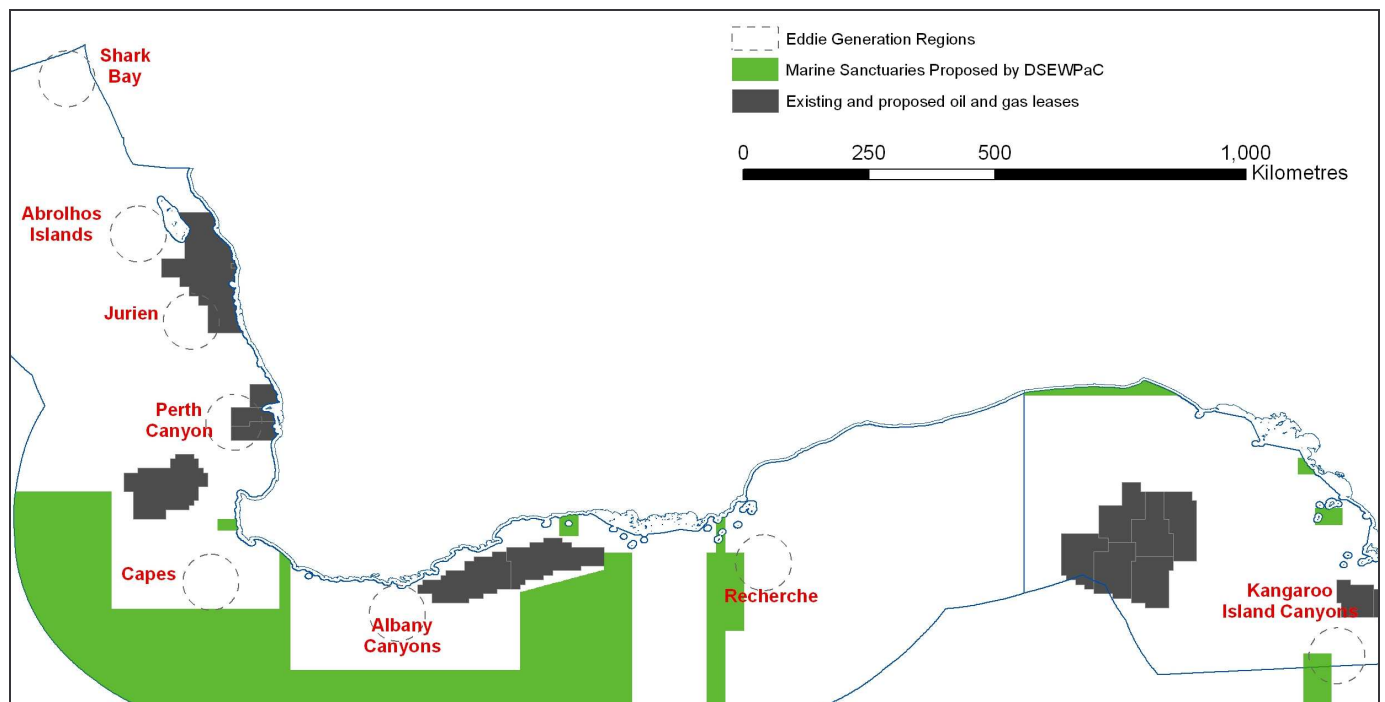 Shark
Bay
Eddie Generation Regions
Marine Sanctuaries Proposed by DSEWPaC
Existing and proposed oil and gas leases
0 250 500 1,000
Kilometres
Abrolhos
Islands
Jurien
Perth
Canyon
Capes
Albany
Canyons
Recherche
Kangaroo
Island Canyons